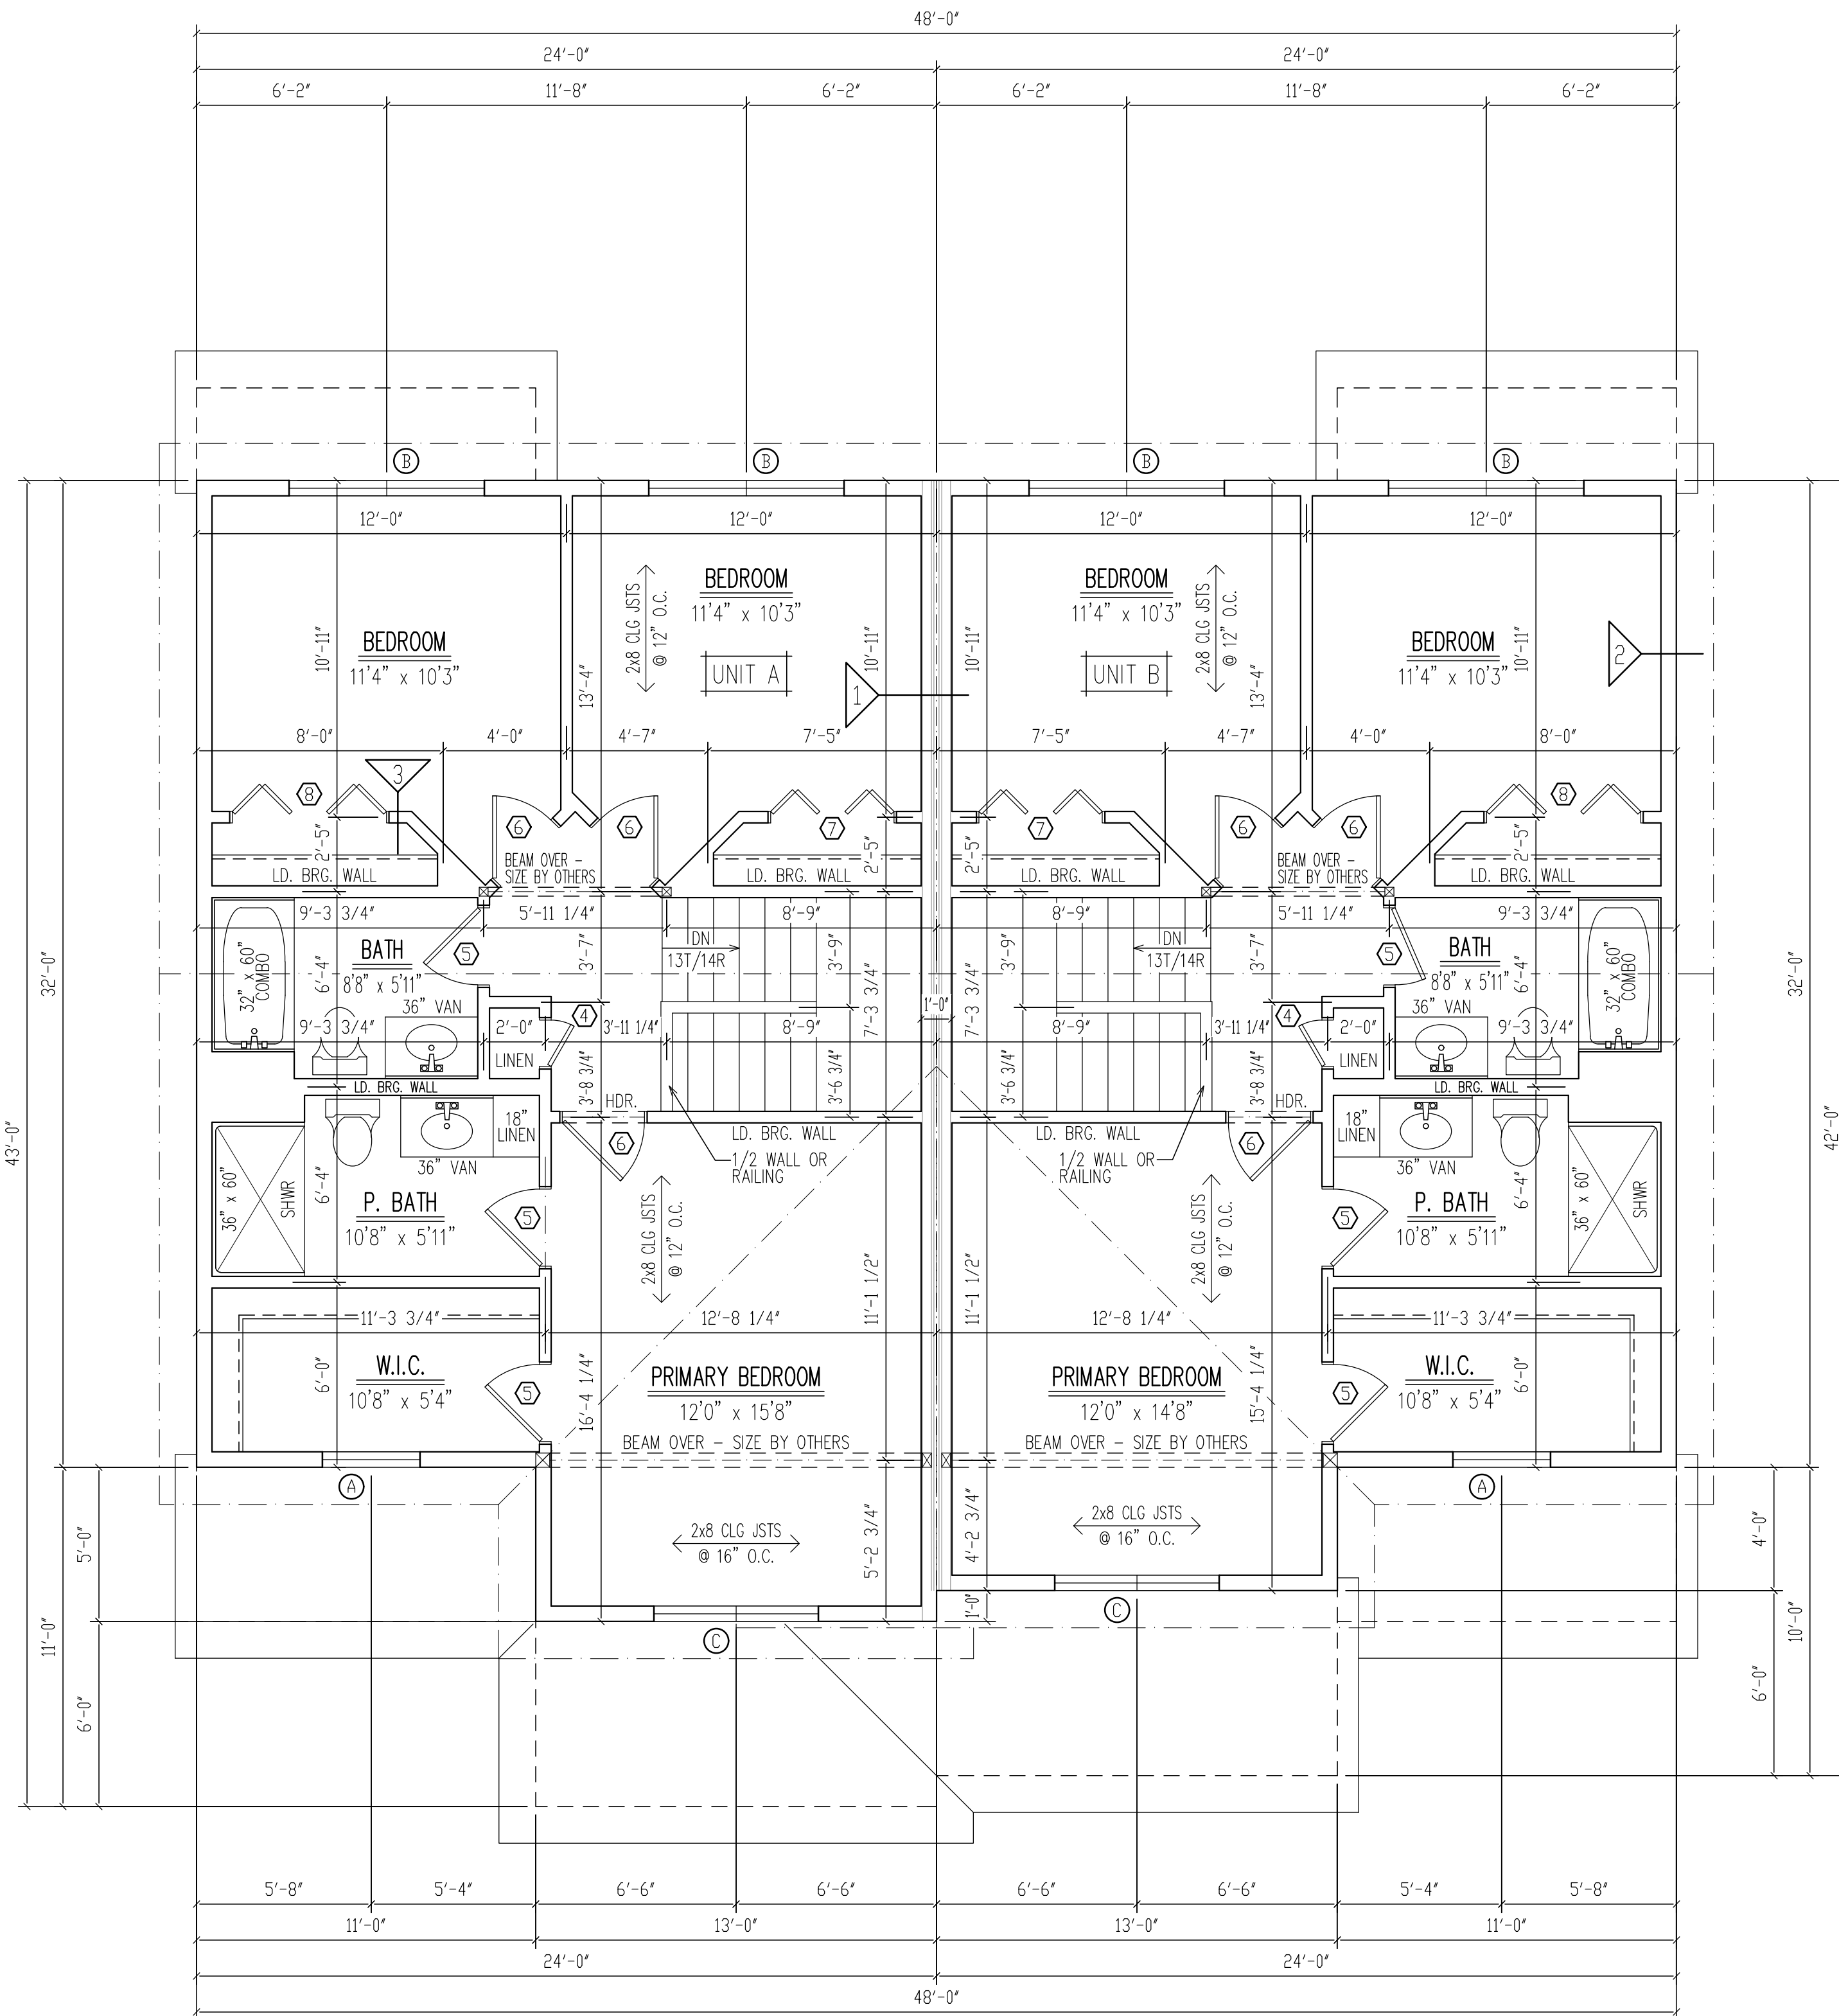 48'-0"
24'-0" 24'-0"
6'-2" 11'-8" 6'-2" 6'-2" 11'-8" 6'-2"
B B B B
12'-0" 12'-0" 12'-0" 12'-0"
BEDROOM
11'4" x 10'3"
10'-11"
2x8 CLG JSTS
@ 12" O.C.
13'-4"
BEDROOM
11'4" x 10'3"
UNIT A
10'-11"
1
10'-11"
BEDROOM
11'4" x 10'3"
UNIT B
2x8 CLG JSTS
@ 12" O.C.
13'-4"
BEDROOM
11'4" x 10'3"
10'-11"
2
8'-0" 4'-0" 4'-7" 7'-5" 7'-5" 4'-7" 4'-0" 8'-0"
3
8 6 6 7 7 6 6 8
2'-5" 2'-5" 2'-5" 2'-5"
BEAM OVER –
SIZE BY OTHERS
BEAM OVER –
SIZE BY OTHERS
LD. BRG. WALL LD. BRG. WALL LD. BRG. WALL LD. BRG. WALL
9'-3 3/4" 5'-11 1/4" 8'-9" 8'-9" 5'-11 1/4" 9'-3 3/4"
32" x 60"
COMBO
BATH
8'8" x 5'11"
6'-4"
36" VAN
5
3'-7"
DN
13T/14R
3'-9"
7'-3 3/4"
1'-0"
7'-3 3/4"
3'-9"
DN
13T/14R
3'-7"
5
BATH
8'8" x 5'11"
6'-4"
36" VAN
32" x 60"
COMBO
9'-3 3/4" 2'-0" 4 3'-11 1/4" 8'-9" 8'-9" 3'-11 1/4" 4 2'-0" 9'-3 3/4"
LINEN LINEN
3'-8 3/4" 3'-6 3/4" 3'-6 3/4" 3'-8 3/4"
LD. BRG. WALL LD. BRG. WALL
HDR. HDR.
18"
LINEN
18"
LINEN
6 6
LD. BRG. WALL LD. BRG. WALL
1/2 WALL OR
RAILING
1/2 WALL OR
RAILING
36" VAN 36" VAN
36" x 60"
SHWR
6'-4"
P. BATH
10'8" x 5'11"
5
2x8 CLG JSTS
@ 12" O.C.
11'-1 1/2"
11'-1 1/2"
2x8 CLG JSTS
@ 12" O.C.
5
P. BATH
10'8" x 5'11"
6'-4"
36" x 60"
SHWR
11'-3 3/4" 12'-8 1/4" 12'-8 1/4" 11'-3 3/4"
6'-0"
W.I.C.
10'8" x 5'4"
5
16'-4 1/4"
PRIMARY BEDROOM
12'0" x 15'8"
BEAM OVER – SIZE BY OTHERS
PRIMARY BEDROOM
12'0" x 14'8"
BEAM OVER – SIZE BY OTHERS
15'-4 1/4"
5
W.I.C.
10'8" x 5'4"
6'-0"
A A
2x8 CLG JSTS
@ 16" O.C.
5'-2 3/4"
4'-2 3/4"
2x8 CLG JSTS
@ 16" O.C.
1'-0"
C C
43'-0"
32'-0"
11'-0"
5'-0"
6'-0"
32'-0"
42'-0"
4'-0"
10'-0"
6'-0"
5'-8" 5'-4" 6'-6" 6'-6" 6'-6" 6'-6" 5'-4" 5'-8"
11'-0" 13'-0" 13'-0" 11'-0"
24'-0" 24'-0"
48'-0"